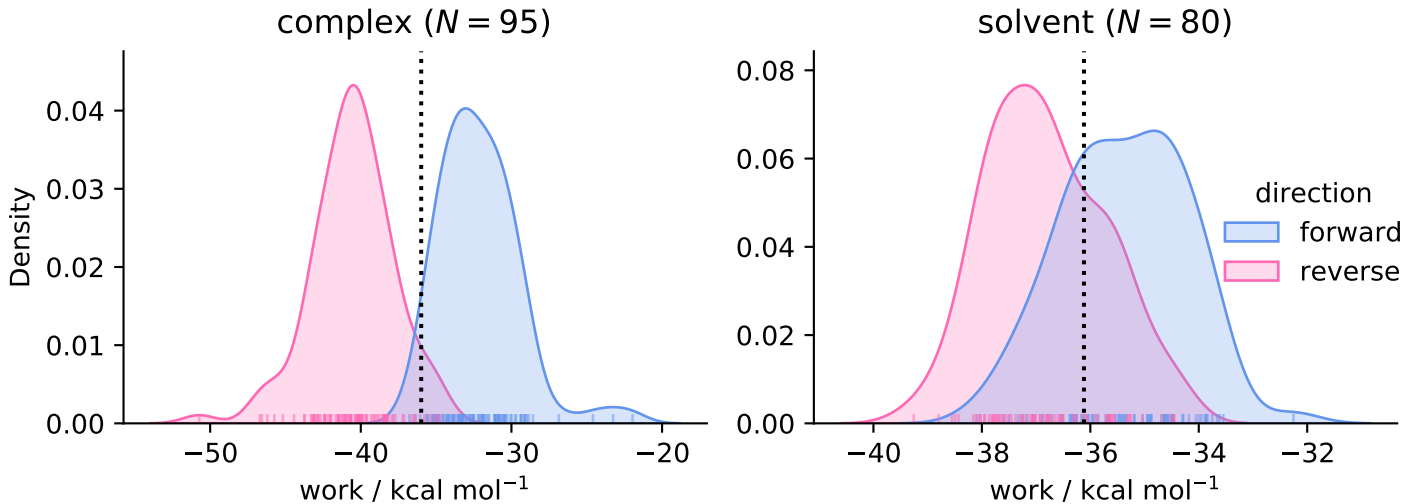 complex (N = 95)
Density
0.04
0.03
0.02
0.01
0.00
−50
−40
−30
−20
work / kcal mol⁻¹
solvent (N = 80)
0.08
0.06
0.04
0.02
0.00
−40
−38
−36
−34
−32
work / kcal mol⁻¹
direction
forward
reverse